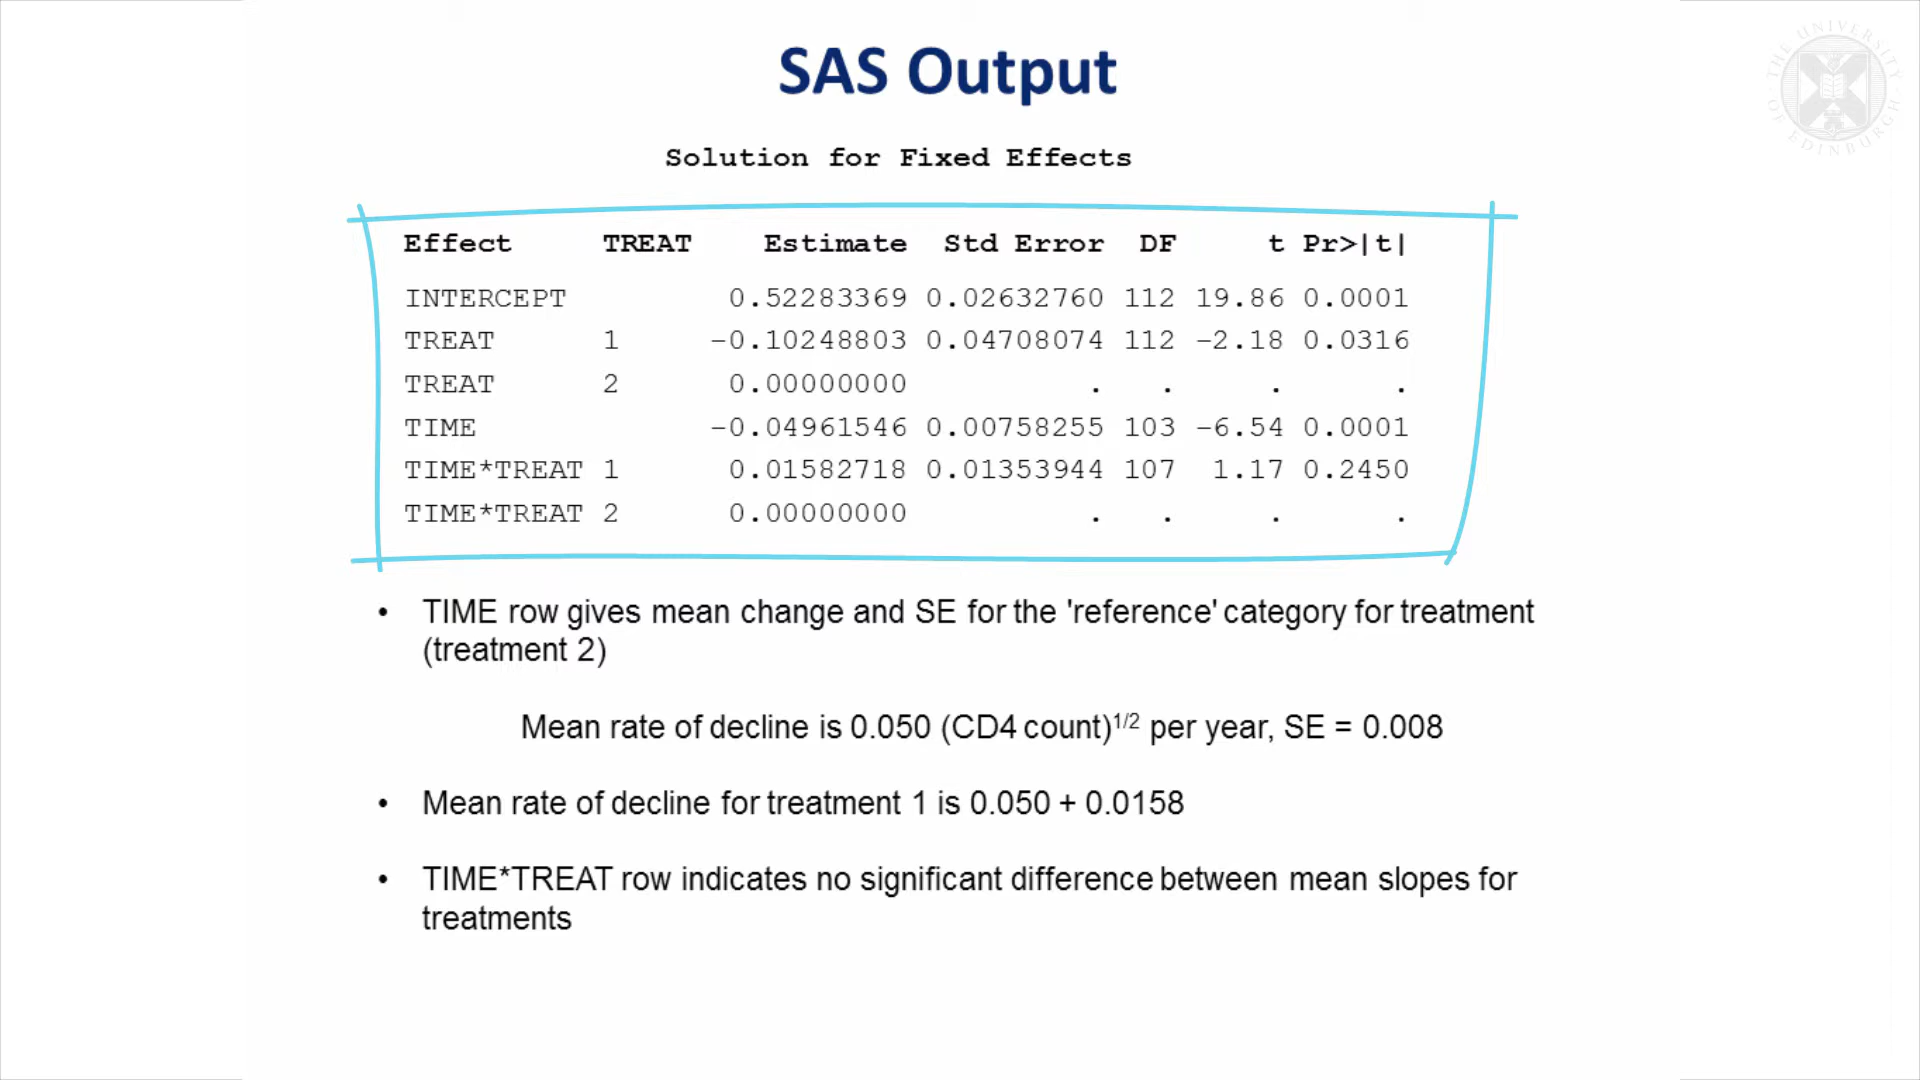 SAS Output
THE UNIVERSITY OF EDINBURGH
Solution for Fixed Effects
Effect TREAT Estimate Std Error DF t Pr>|t|
INTERCEPT 0.52283369 0.02632760 112 19.86 0.0001
TREAT 1 -0.10248803 0.04708074 112 -2.18 0.0316
TREAT 2 0.00000000 . . . .
TIME -0.04961546 0.00758255 103 -6.54 0.0001
TIME*TREAT 1 0.01582718 0.01353944 107 1.17 0.2450
TIME*TREAT 2 0.00000000 . . . .
• TIME row gives mean change and SE for the 'reference' category for treatment
(treatment 2)
Mean rate of decline is 0.050 (CD4 count)1/2 per year, SE = 0.008
• Mean rate of decline for treatment 1 is 0.050 + 0.0158
• TIME*TREAT row indicates no significant difference between mean slopes for
treatments